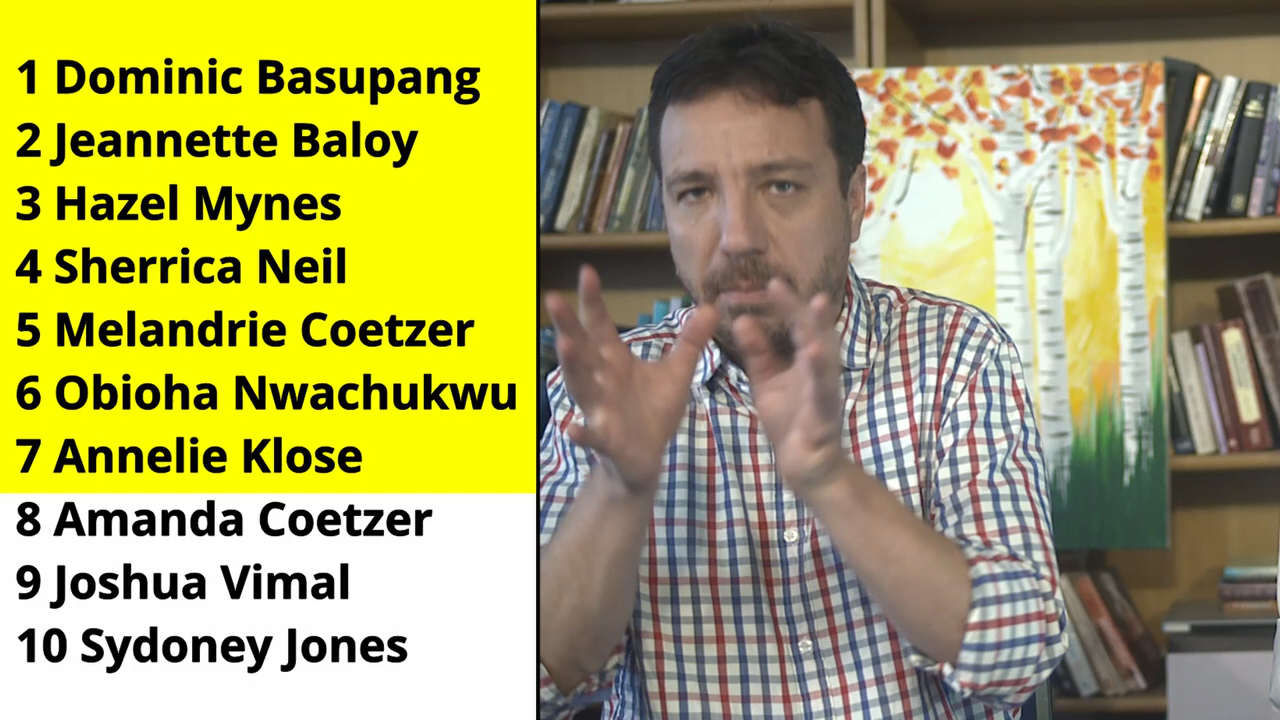 1 Dominic Basupang
2 Jeannette Baloy
3 Hazel Mynes
4 Sherrica Neil
5 Melandrie Coetzer
6 Obioha Nwachukwu
7 Annelie Klose
8 Amanda Coetzer
9 Joshua Vimal
10 Sydoney Jones